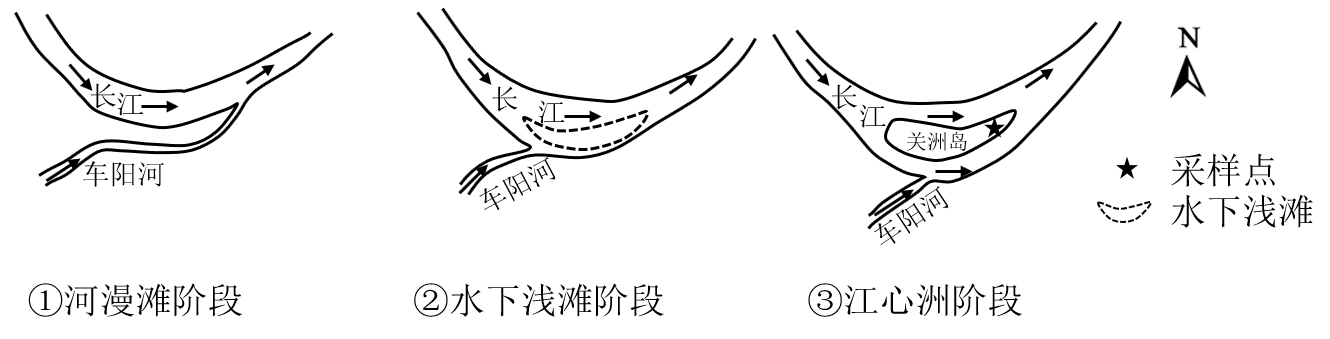 长江
车阳河
长江
车阳河
长江
关洲岛
车阳河
N
采样点
水下浅滩
①河漫滩阶段
②水下浅滩阶段
③江心洲阶段